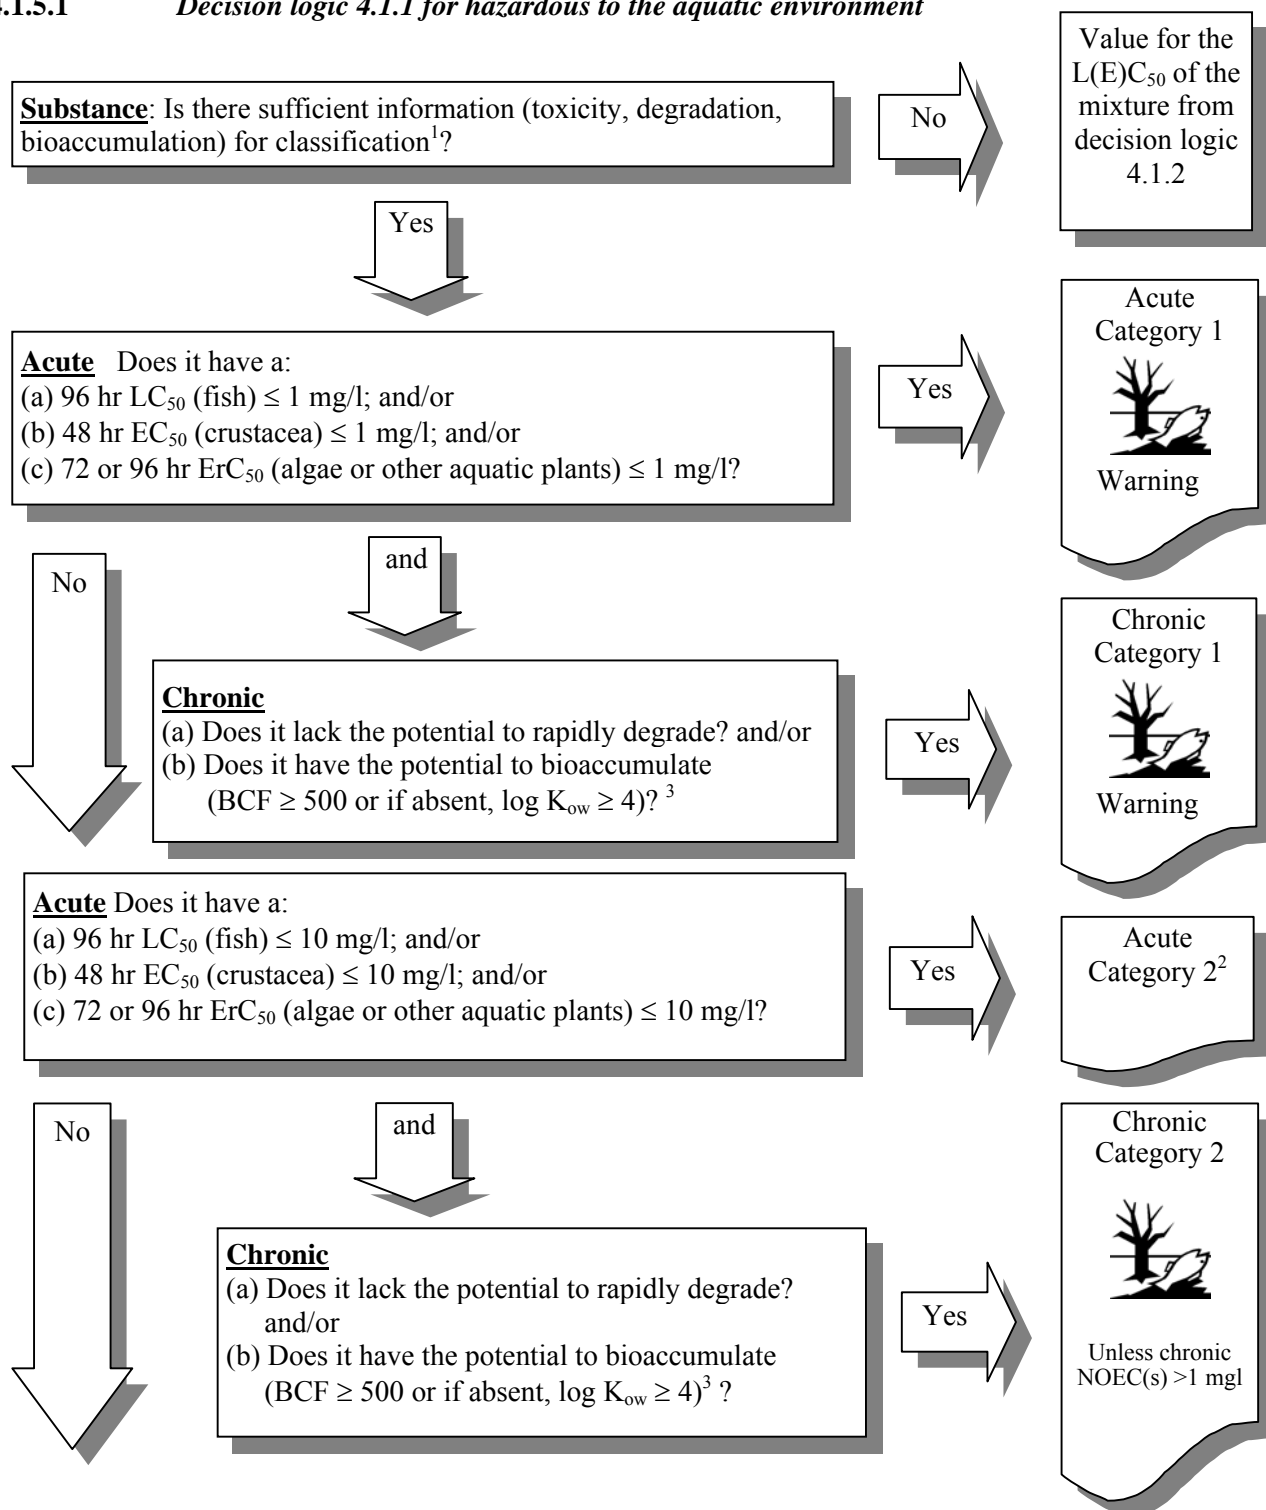 4.1.5.1 Decision logic 4.1.1 for hazardous to the aquatic environment
Substance: Is there sufficient information (toxicity, degradation,
bioaccumulation) for classification¹?
No
Value for the
L(E)C₅₀ of the
mixture from
decision logic
4.1.2
Yes
Acute Does it have a:
(a) 96 hr LC₅₀ (fish) ≤ 1 mg/l; and/or
(b) 48 hr EC₅₀ (crustacea) ≤ 1 mg/l; and/or
(c) 72 or 96 hr ErC₅₀ (algae or other aquatic plants) ≤ 1 mg/l?
Yes
Acute
Category 1
Warning
No
and
Chronic
(a) Does it lack the potential to rapidly degrade? and/or
(b) Does it have the potential to bioaccumulate
(BCF ≥ 500 or if absent, log Kow ≥ 4)? ³
Yes
Chronic
Category 1
Warning
Acute Does it have a:
(a) 96 hr LC₅₀ (fish) ≤ 10 mg/l; and/or
(b) 48 hr EC₅₀ (crustacea) ≤ 10 mg/l; and/or
(c) 72 or 96 hr ErC₅₀ (algae or other aquatic plants) ≤ 10 mg/l?
Yes
Acute
Category 2²
No
and
Chronic
(a) Does it lack the potential to rapidly degrade?
and/or
(b) Does it have the potential to bioaccumulate
(BCF ≥ 500 or if absent, log Kow ≥ 4)³ ?
Yes
Chronic
Category 2
Unless chronic
NOEC(s) >1 mgl